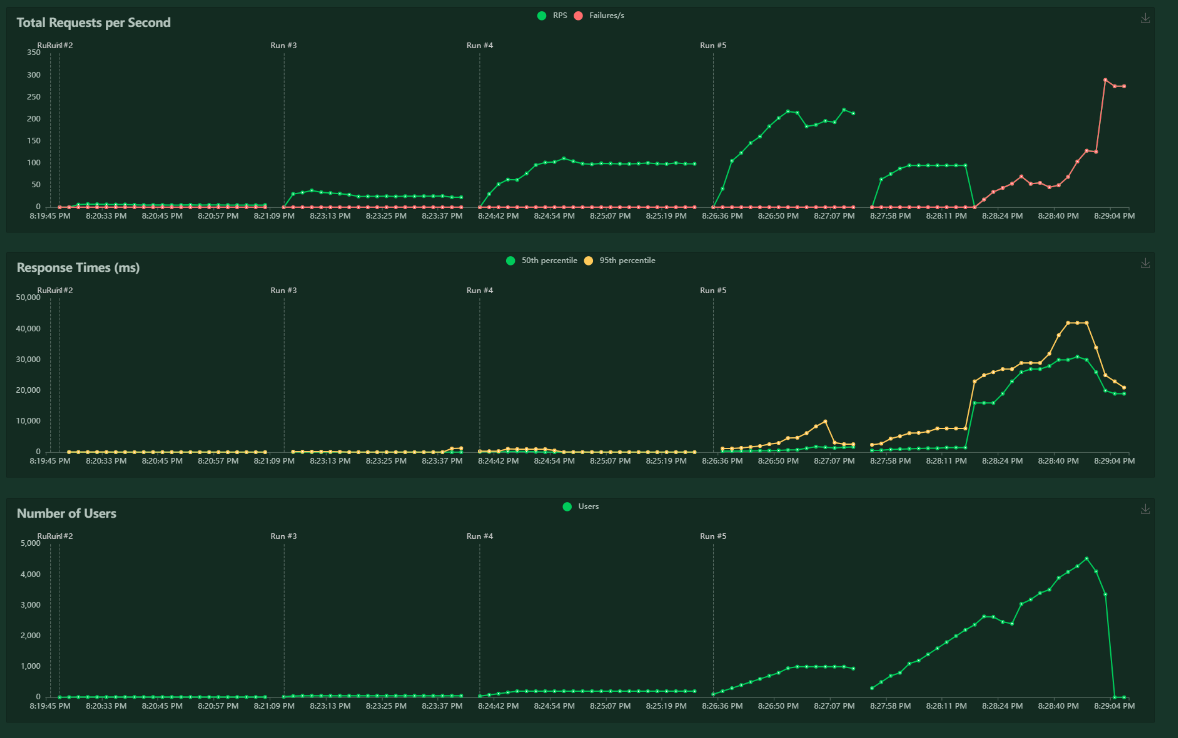 Total Requests per Second
RPS Failures/s
Run #2 Run #3 Run #4 Run #5
350
300
250
200
150
100
50
0
8:19:45 PM 8:20:33 PM 8:20:45 PM 8:20:57 PM 8:21:09 PM 8:23:13 PM 8:23:25 PM 8:23:37 PM 8:24:42 PM 8:24:54 PM 8:25:07 PM 8:25:19 PM 8:26:36 PM 8:26:50 PM 8:27:07 PM 8:27:58 PM 8:28:11 PM 8:28:24 PM 8:28:40 PM 8:29:04 PM
Response Times (ms)
50th percentile 95th percentile
Run #2 Run #3 Run #4 Run #5
50,000
40,000
30,000
20,000
10,000
0
8:19:45 PM 8:20:33 PM 8:20:45 PM 8:20:57 PM 8:21:09 PM 8:23:13 PM 8:23:25 PM 8:23:37 PM 8:24:42 PM 8:24:54 PM 8:25:07 PM 8:25:19 PM 8:26:36 PM 8:26:50 PM 8:27:07 PM 8:27:58 PM 8:28:11 PM 8:28:24 PM 8:28:40 PM 8:29:04 PM
Number of Users
Users
Run #2 Run #3 Run #4 Run #5
5,000
4,000
3,000
2,000
1,000
0
8:19:45 PM 8:20:33 PM 8:20:45 PM 8:20:57 PM 8:21:09 PM 8:23:13 PM 8:23:25 PM 8:23:37 PM 8:24:42 PM 8:24:54 PM 8:25:07 PM 8:25:19 PM 8:26:36 PM 8:26:50 PM 8:27:07 PM 8:27:58 PM 8:28:11 PM 8:28:24 PM 8:28:40 PM 8:29:04 PM